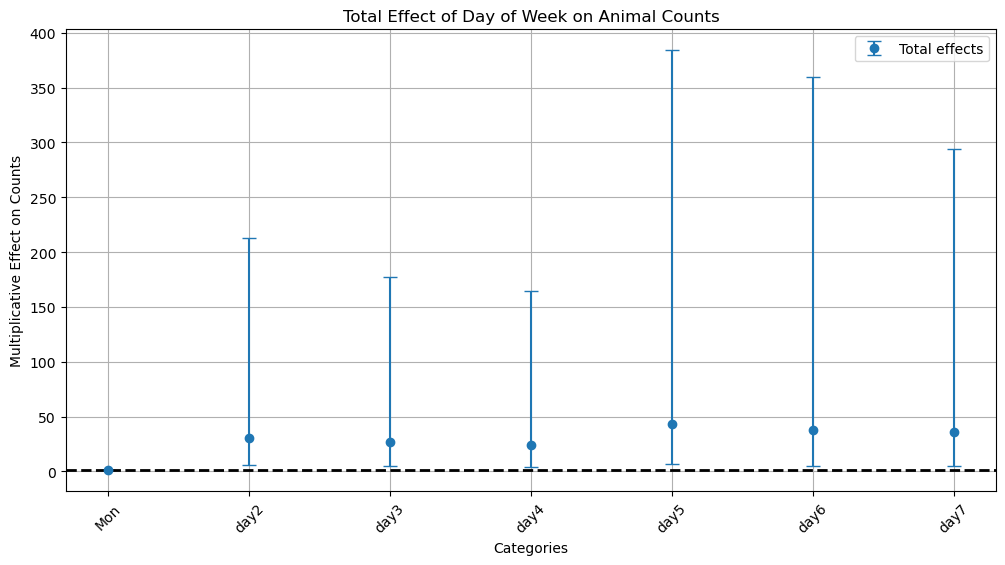 Total Effect of Day of Week on Animal Counts
Total effects
Multiplicative Effect on Counts
400
350
300
250
200
150
100
50
0
Mon
day2
day3
day4
day5
day6
day7
Categories